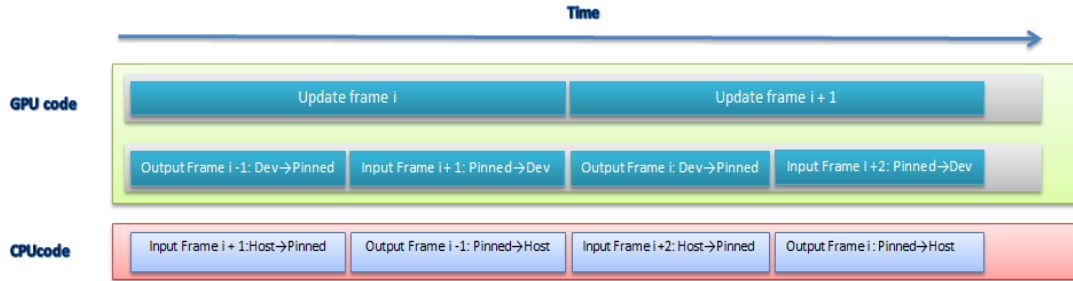 Time
GPU code
Update frame i
Update frame i + 1
Output Frame i -1: Dev→Pinned
Input Frame i + 1: Pinned→Dev
Output Frame i: Dev→Pinned
Input Frame I +2: Pinned→Dev
CPUcode
Input Frame i + 1:Host→Pinned
Output Frame i -1: Pinned→Host
Input Frame i+2: Host→Pinned
Output Frame i: Pinned→Host